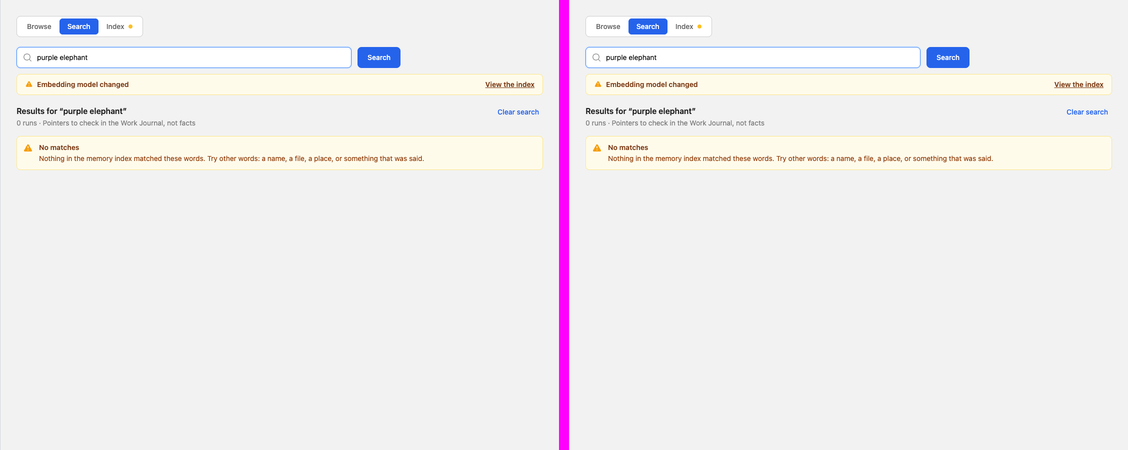 Browse Search Index
purple elephant Search
Embedding model changed View the index
Results for “purple elephant” Clear search
0 runs · Pointers to check in the Work Journal, not facts
No matches
Nothing in the memory index matched these words. Try other words: a name, a file, a place, or something that was said.
Browse Search Index
purple elephant Search
Embedding model changed View the index
Results for “purple elephant” Clear search
0 runs · Pointers to check in the Work Journal, not facts
No matches
Nothing in the memory index matched these words. Try other words: a name, a file, a place, or something that was said.